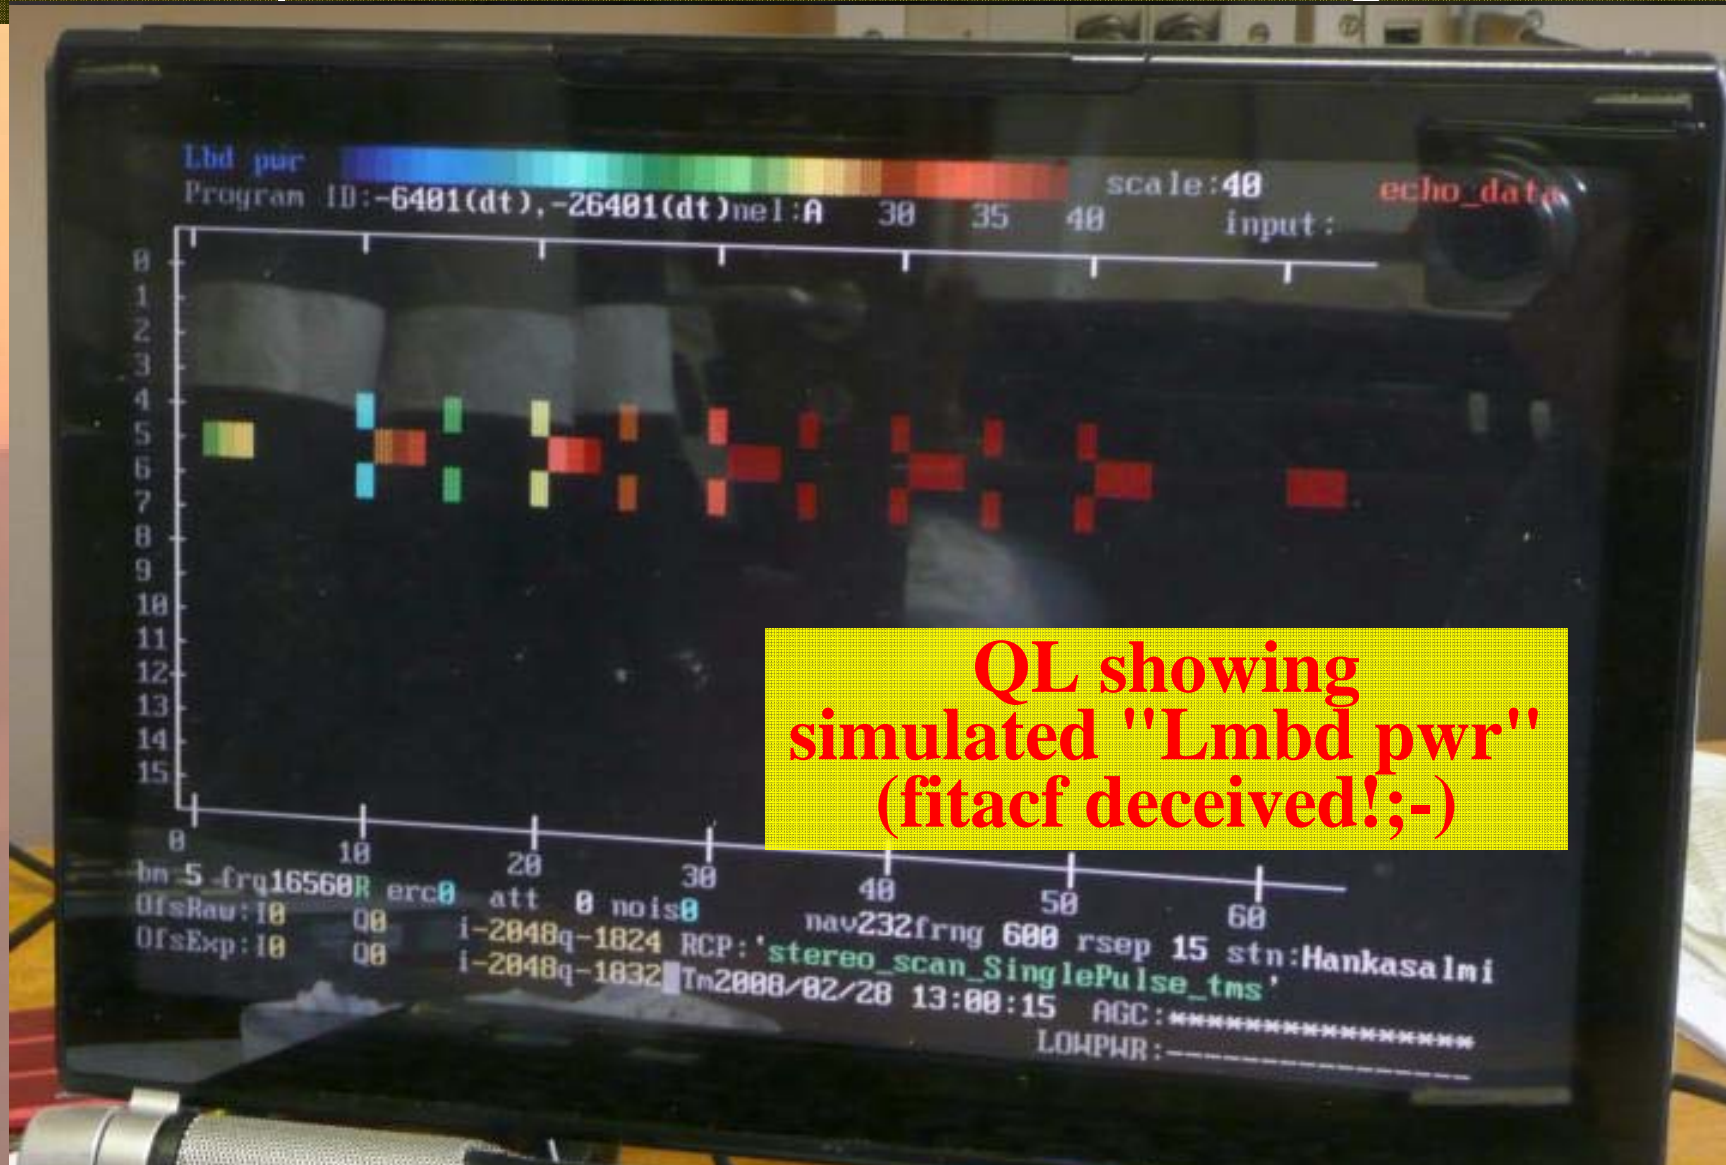 Lbd pwr scale:40 echo_data
Program ID:-6401(dt),-26401(dt)nel:A 30 35 40 input:
0
1
2
3
4
5
6
7
8
9
10
11
12
13
14
15
0 10 20 30 40 50 60
QL showing
simulated "Lmbd pwr"
(fitacf deceived!;-)
bm 5 frq16560R erc0 att 0 nois0 nav232frng 600 rsep 15 stn:Hankasalmi
OfsRaw:I0 Q0 i-2048q-1824 RCP:'stereo_scan_SinglePulse_tms'
OfsExp:I0 Q0 i-2048q-1832 Tm2008/02/28 13:00:15 AGC:****************
LOWPWR:----------------